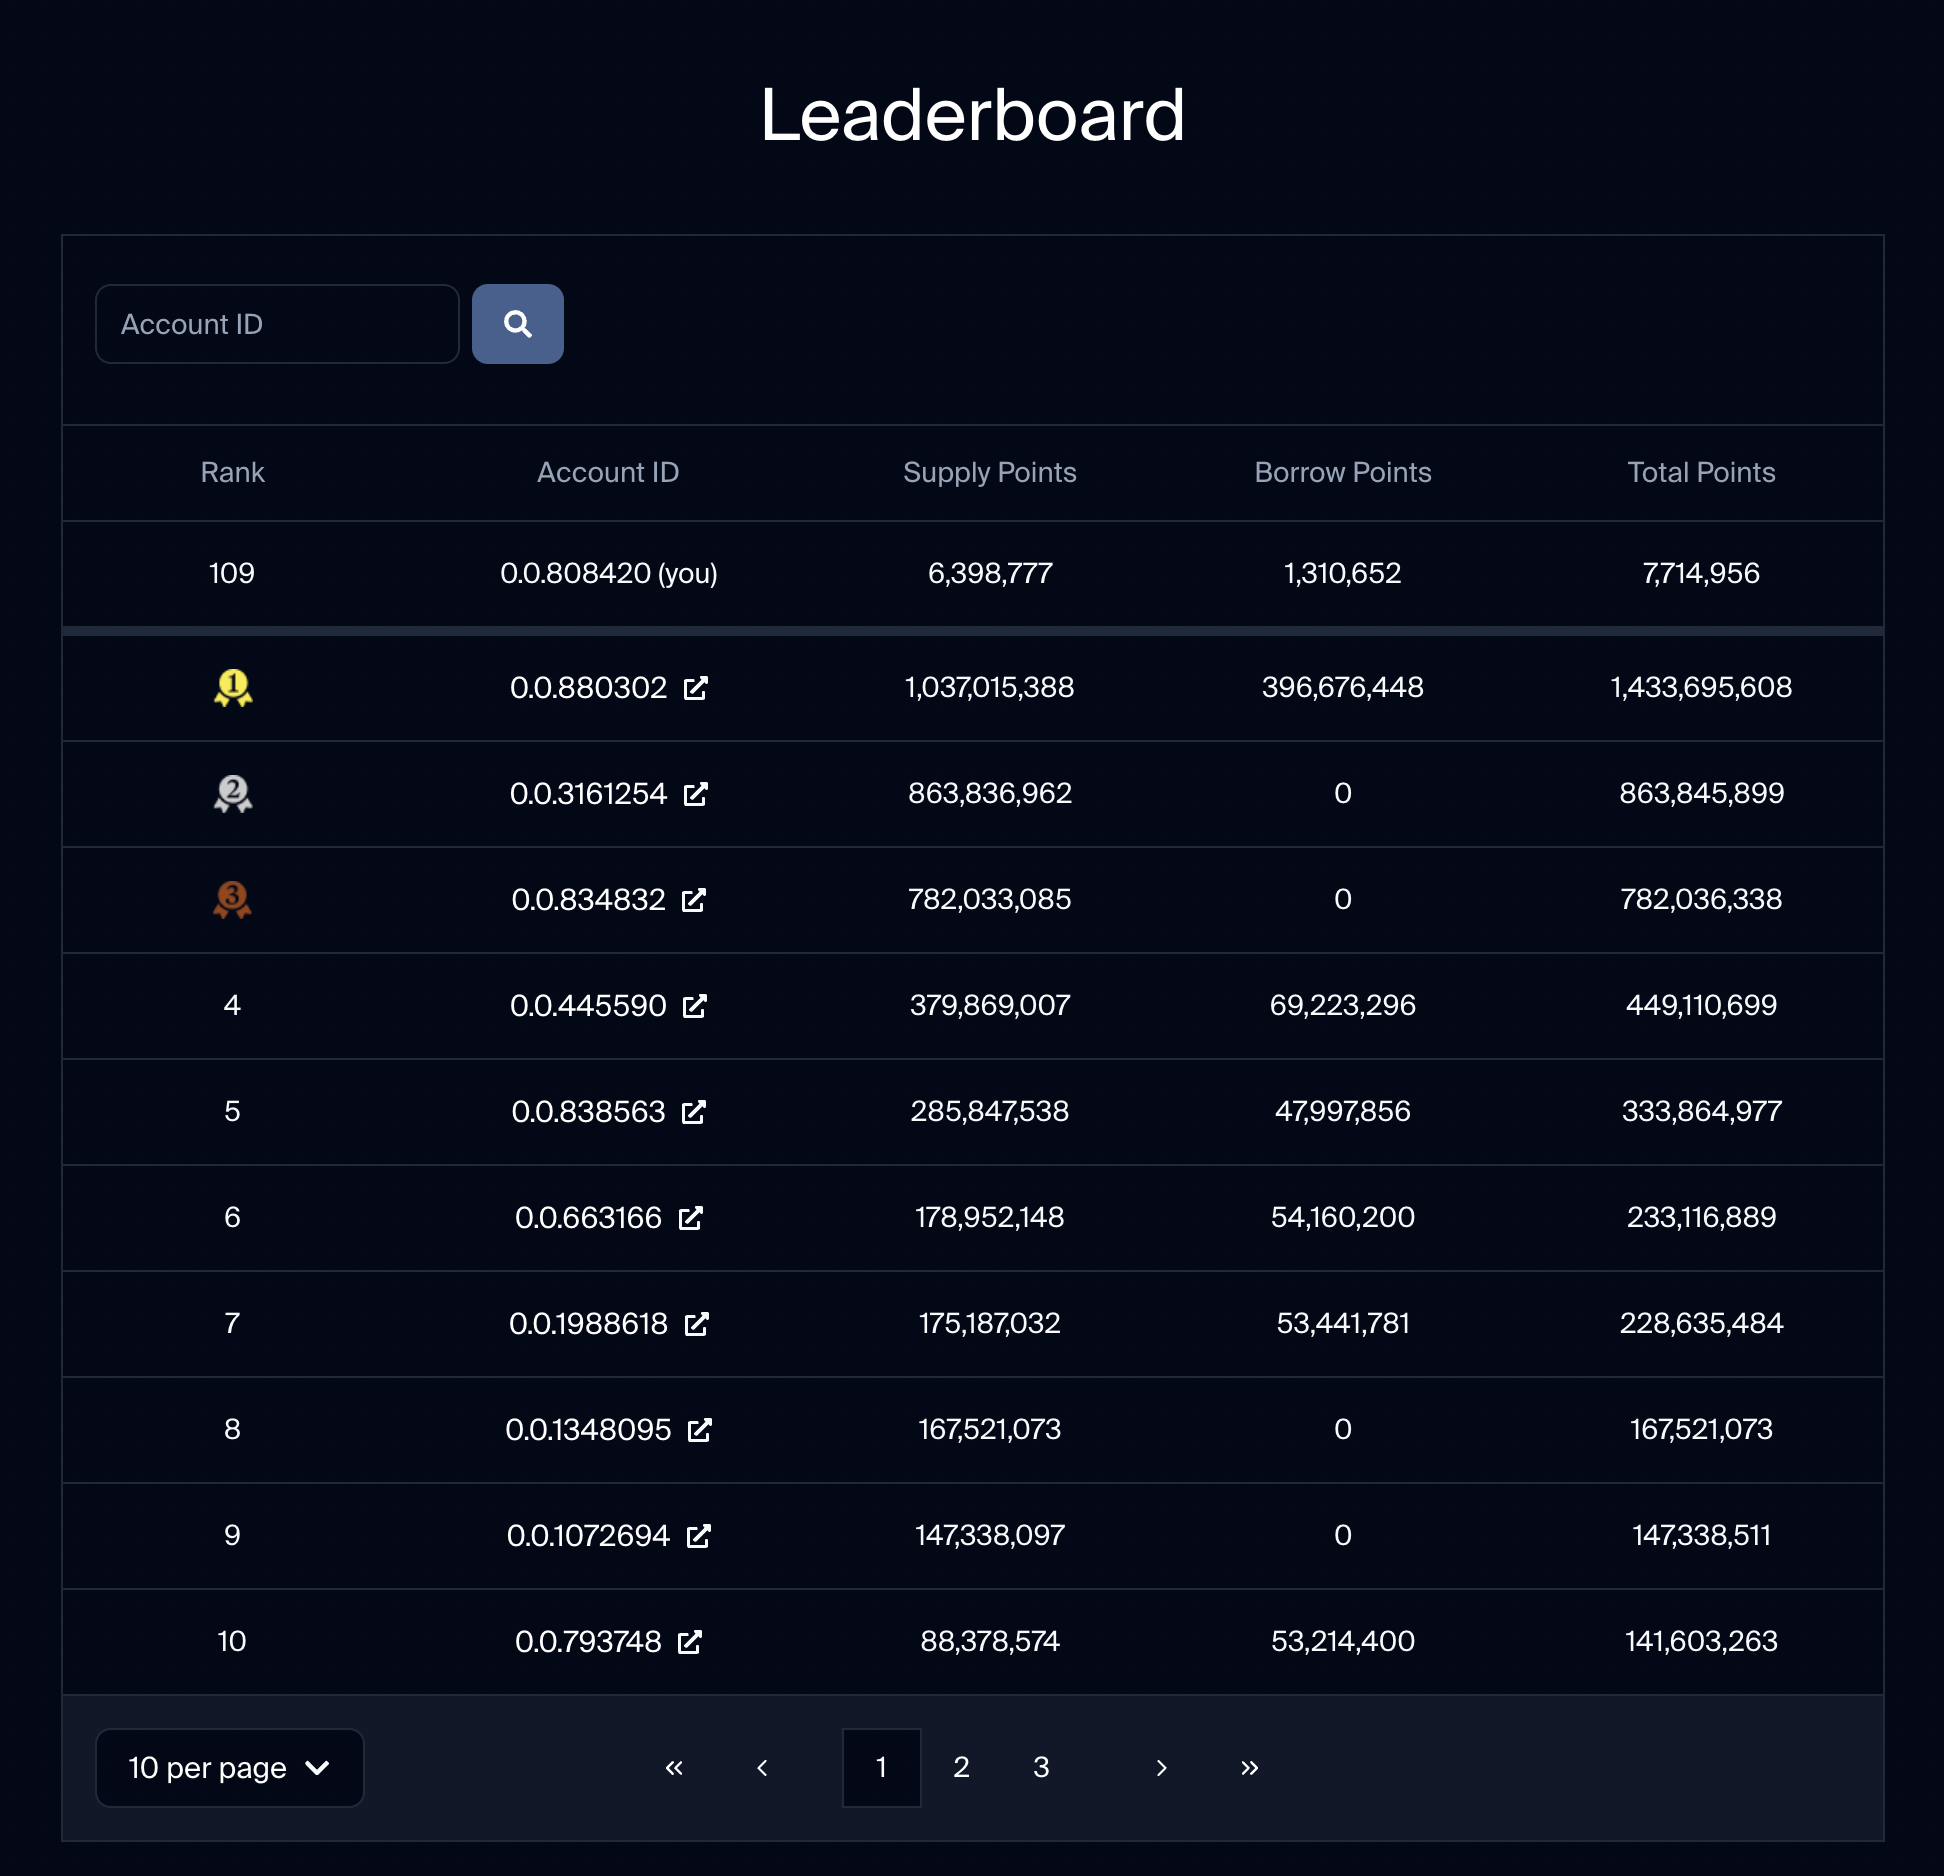 Leaderboard
Account ID
Rank Account ID Supply Points Borrow Points Total Points
109 0.0.808420 (you) 6,398,777 1,310,652 7,714,956
1 0.0.880302 1,037,015,388 396,676,448 1,433,695,608
2 0.0.3161254 863,836,962 0 863,845,899
3 0.0.834832 782,033,085 0 782,036,338
4 0.0.445590 379,869,007 69,223,296 449,110,699
5 0.0.838563 285,847,538 47,997,856 333,864,977
6 0.0.663166 178,952,148 54,160,200 233,116,889
7 0.0.1988618 175,187,032 53,441,781 228,635,484
8 0.0.1348095 167,521,073 0 167,521,073
9 0.0.1072694 147,338,097 0 147,338,511
10 0.0.793748 88,378,574 53,214,400 141,603,263
10 per page « ‹ 1 2 3 › »